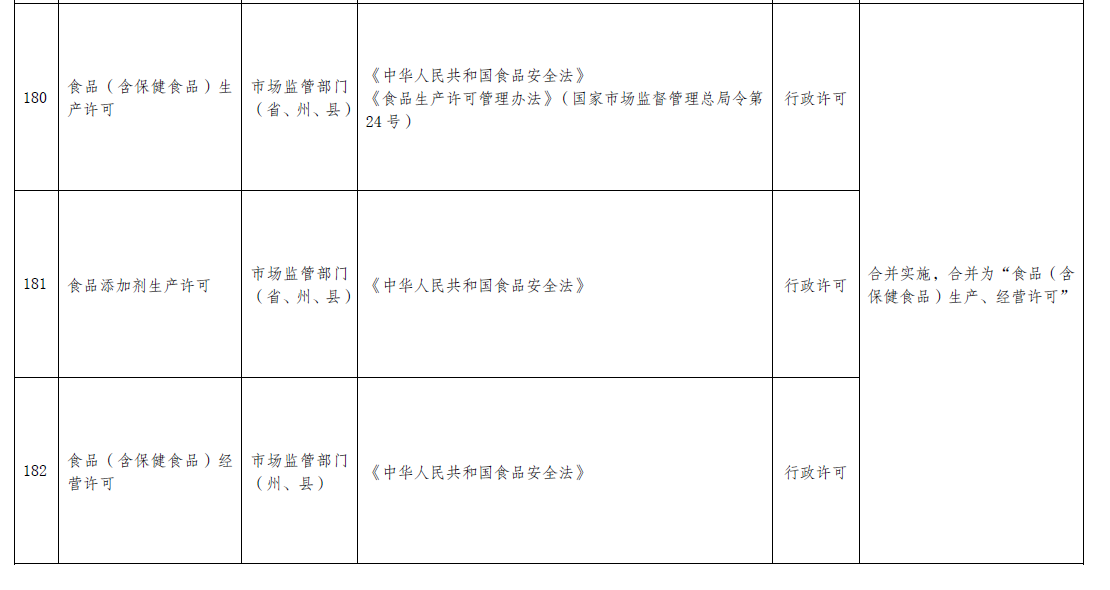 180
食品（含保健食品）生
产许可
市场监管部门
（省、州、县）
《中华人民共和国食品安全法》
《食品生产许可管理办法》（国家市场监督管理总局令第
24 号）
行政许可
181
食品添加剂生产许可
市场监管部门
（省、州、县）
《中华人民共和国食品安全法》
行政许可
合并实施，合并为“食品（含
保健食品）生产、经营许可”
182
食品（含保健食品）经
营许可
市场监管部门
（州、县）
《中华人民共和国食品安全法》
行政许可